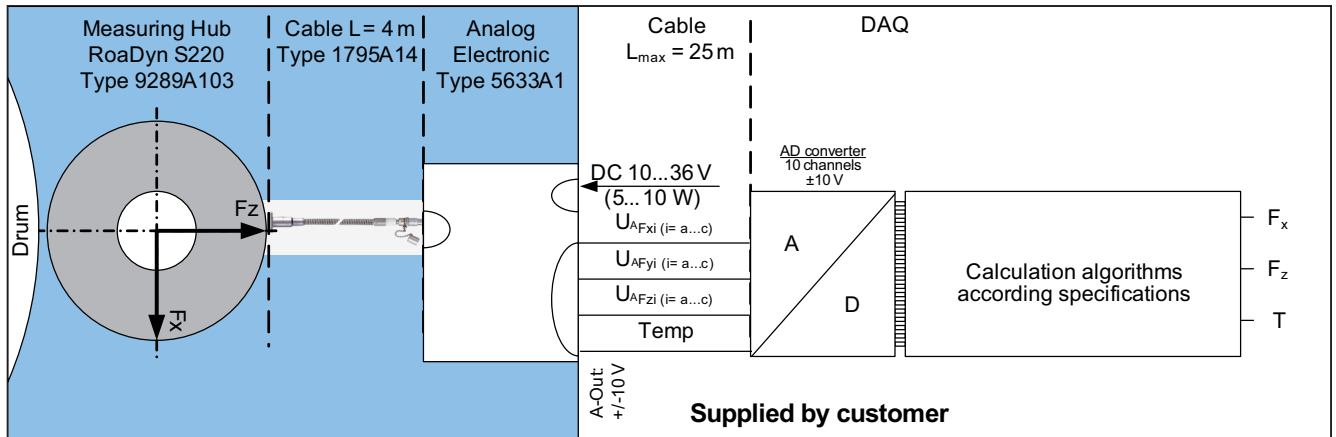 Measuring Hub
RoaDyn S220
Type 9289A103
Cable L= 4 m
Type 1795A14
Analog
Electronic
Type 5633A1
Cable
Lmax = 25 m
DAQ
Drum
Fz
Fx
DC 10...36 V
(5... 10 W)
UAFxi (i= a...c)
UAFyi (i= a...c)
UAFzi (i= a...c)
Temp
A-Out:
+/-10 V
AD converter
10 channels
±10 V
A
D
Calculation algorithms
according specifications
Fx
Fz
T
Supplied by customer